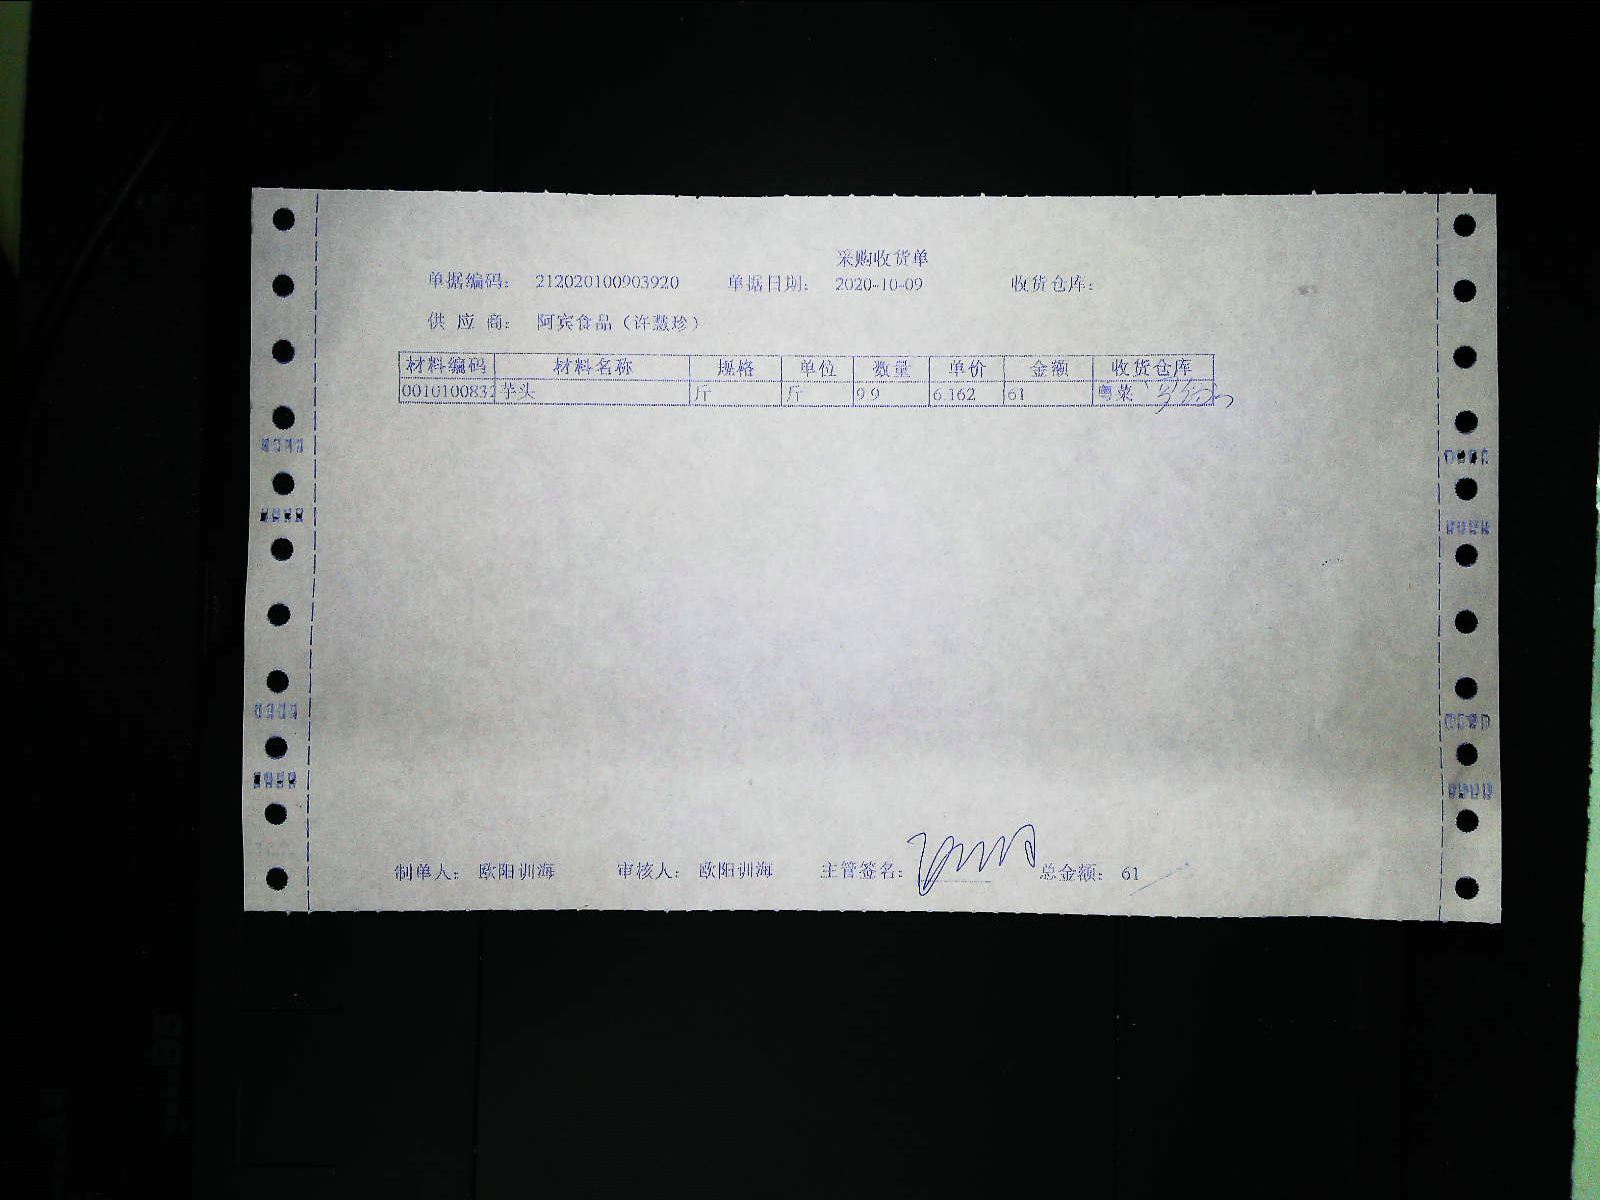 采购收货单
单据编码: 212020100903920 单据日期: 2020-10-09 收货仓库:
供 应 商: 阿宾食品（许慧珍）
材料编码 材料名称 规格 单位 数量 单价 金额 收货仓库
0010100832 芋头 斤 斤 9.9 6.162 61 粤菜
制单人: 欧阳训海 审核人: 欧阳训海 主管签名: 总金额: 61